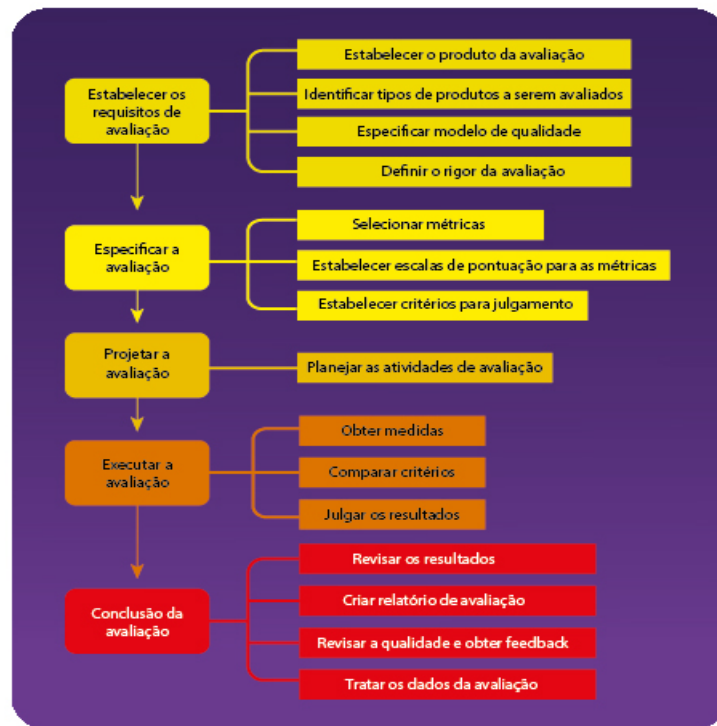 Estabelecer os
requisitos de
avaliação
Estabelecer o produto da avaliação
Identificar tipos de produtos a serem avaliados
Especificar modelo de qualidade
Definir o rigor da avaliação
Especificar a
avaliação
Selecionar métricas
Estabelecer escalas de pontuação para as métricas
Estabelecer critérios para julgamento
Projetar a
avaliação
Planejar as atividades de avaliação
Executar a
avaliação
Obter medidas
Comparar critérios
Julgar os resultados
Conclusão da
avaliação
Revisar os resultados
Criar relatório de avaliação
Revisar a qualidade e obter feedback
Tratar os dados da avaliação